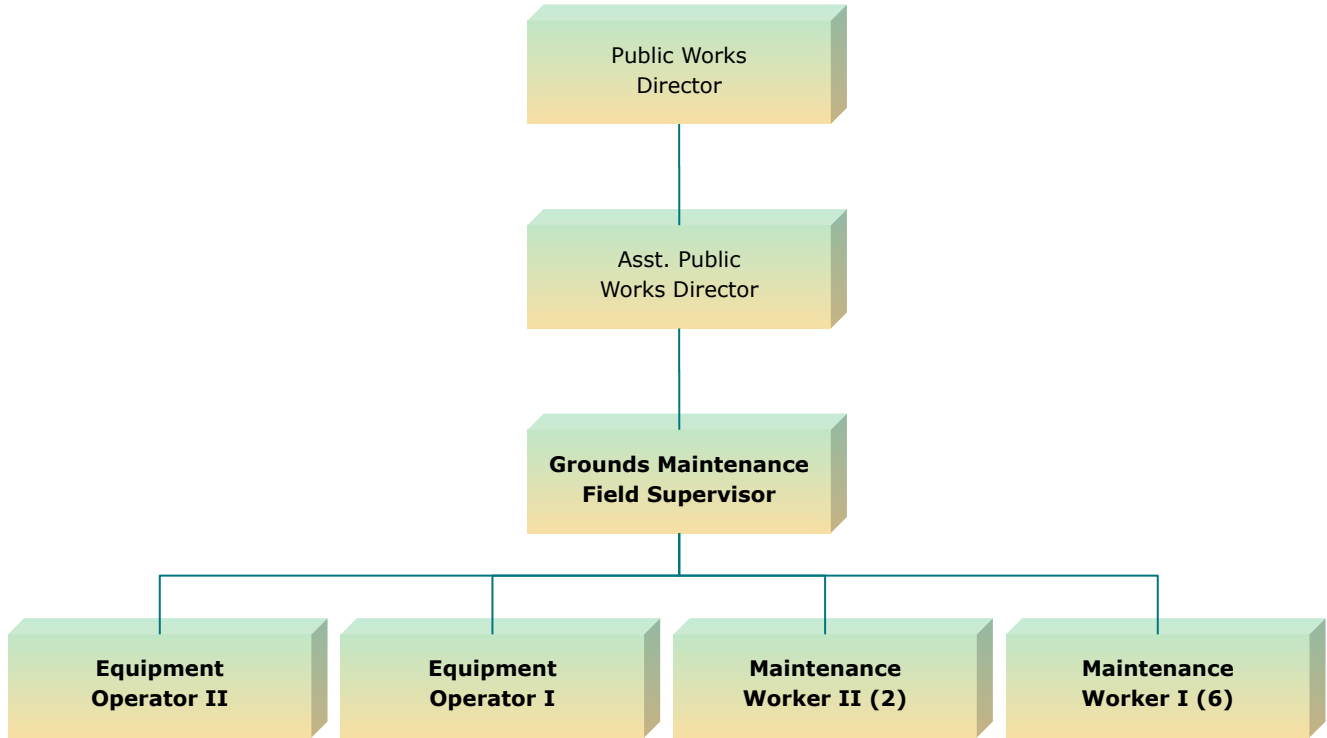 Public Works
Director
Asst. Public
Works Director
Grounds Maintenance
Field Supervisor
Equipment
Operator II
Equipment
Operator I
Maintenance
Worker II (2)
Maintenance
Worker I (6)